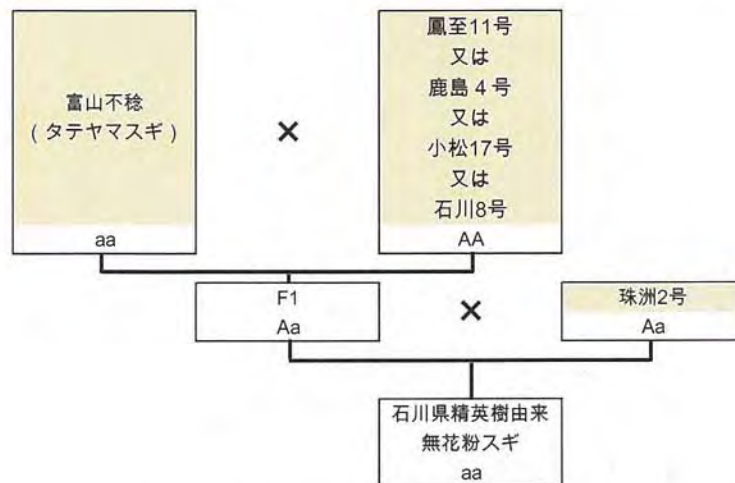 富山不稔
(タテヤマスギ)
aa
×
鳳至11号
又は
鹿島4号
又は
小松17号
又は
石川8号
AA
F1
Aa
×
珠洲2号
Aa
石川県精英樹由来
無花粉スギ
aa